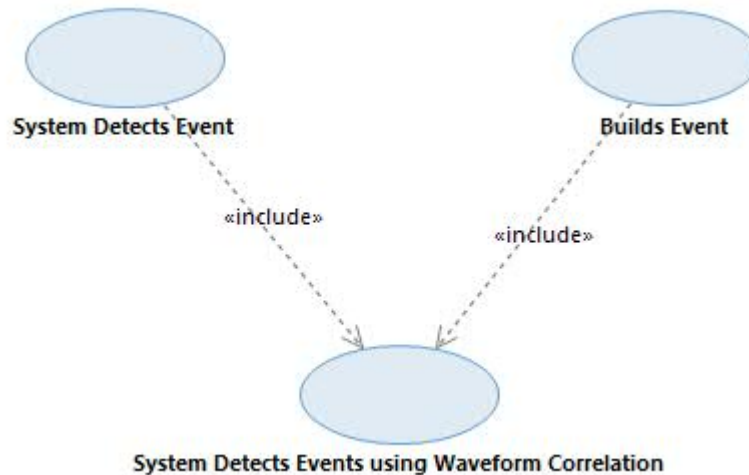 System Detects Event
Builds Event
«include»
«include»
System Detects Events using Waveform Correlation